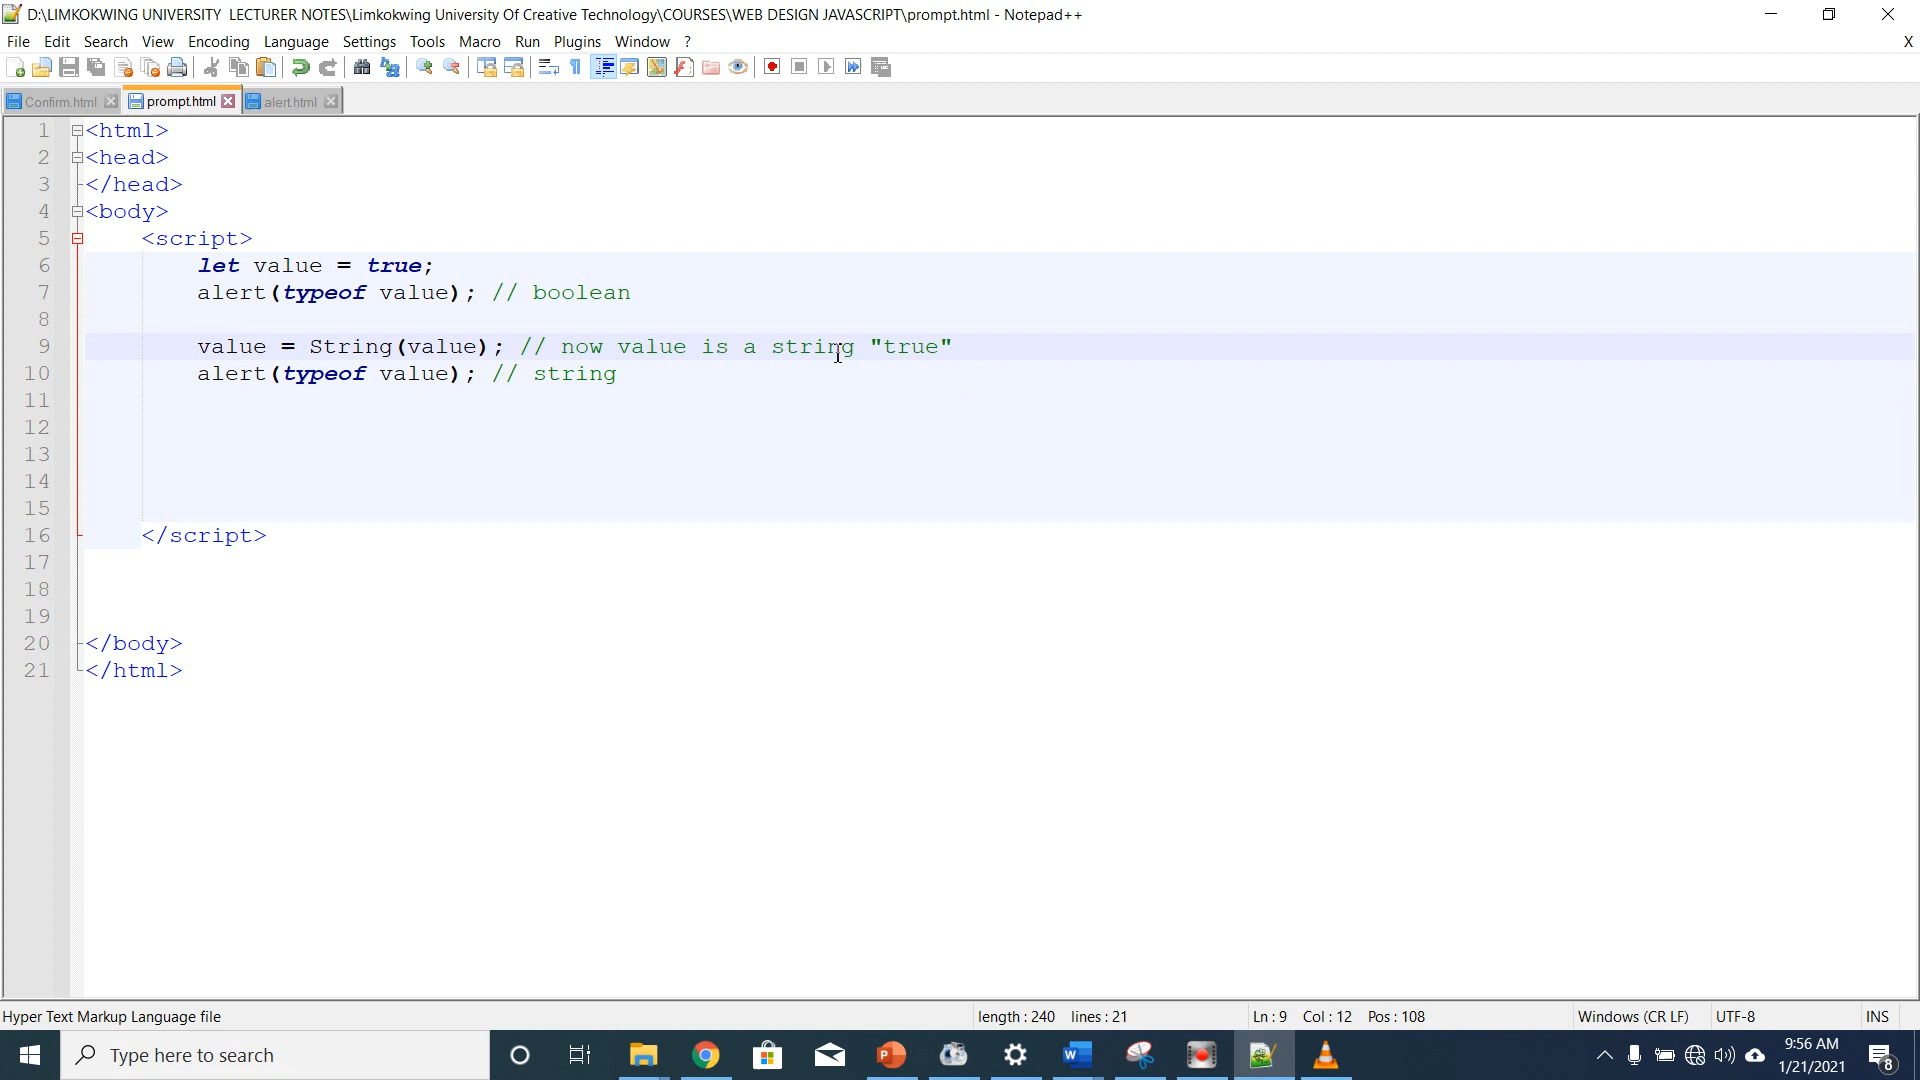 D:\LIMKOKWING UNIVERSITY  LECTURER NOTES\Limkokwing University Of Creative Technology\COURSES\WEB DESIGN JAVASCRIPT\prompt.html - Notepad++
File Edit Search View Encoding Language Settings Tools Macro Run Plugins Window ? X
Confirm.html prompt.html alert.html
1 <html>
2 <head>
3 </head>
4 <body>
5 <script>
6 let value = true;
7 alert(typeof value); // boolean
8
9 value = String(value); // now value is a string "true"
10 alert(typeof value); // string
11
12
13
14
15
16 </script>
17
18
19
20 </body>
21 </html>
Hyper Text Markup Language file length : 240 lines : 21 Ln : 9 Col : 12 Pos : 108 Windows (CR LF) UTF-8 INS
Type here to search
9:56 AM
1/21/2021
8